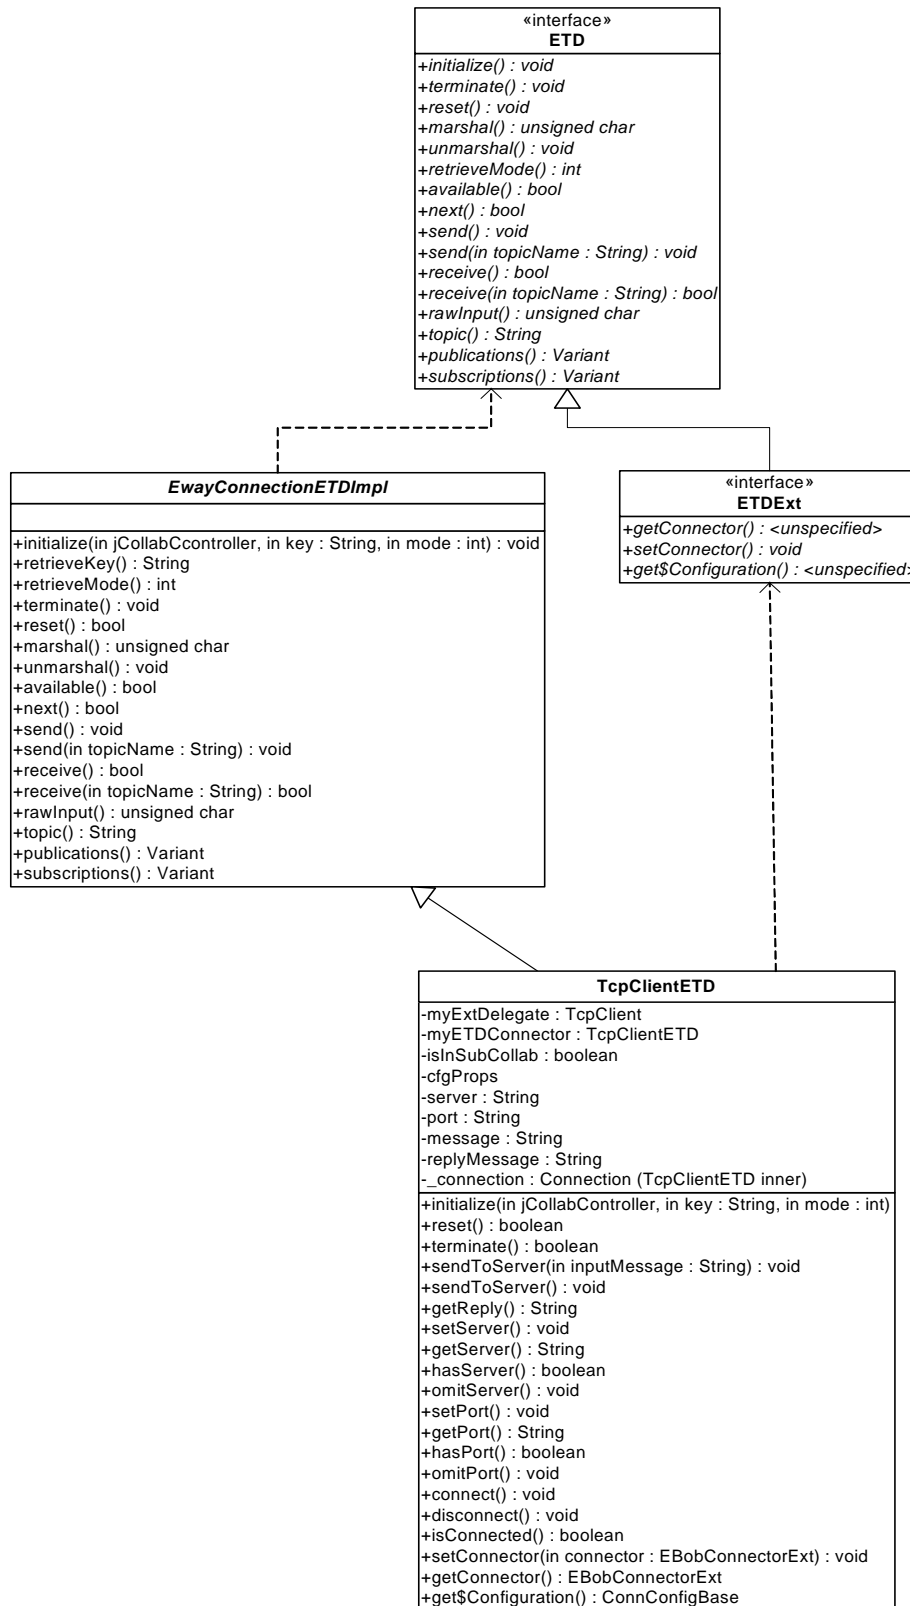 «interface»
ETD
+initialize() : void
+terminate() : void
+reset() : void
+marshal() : unsigned char
+unmarshal() : void
+retrieveMode() : int
+available() : bool
+next() : bool
+send() : void
+send(in topicName : String) : void
+receive() : bool
+receive(in topicName : String) : bool
+rawInput() : unsigned char
+topic() : String
+publications() : Variant
+subscriptions() : Variant
EwayConnectionETDImpl
+initialize(in jCollabCcontroller, in key : String, in mode : int) : void
+retrieveKey() : String
+retrieveMode() : int
+terminate() : void
+reset() : bool
+marshal() : unsigned char
+unmarshal() : void
+available() : bool
+next() : bool
+send() : void
+send(in topicName : String) : void
+receive() : bool
+receive(in topicName : String) : bool
+rawInput() : unsigned char
+topic() : String
+publications() : Variant
+subscriptions() : Variant
«interface»
ETDExt
+getConnector() : <unspecified>
+setConnector() : void
+get$Configuration() : <unspecified>
TcpClientETD
-myExtDelegate : TcpClient
-myETDConnector : TcpClientETD
-isInSubCollab : boolean
-cfgProps
-server : String
-port : String
-message : String
-replyMessage : String
-_connection : Connection (TcpClientETD inner)
+initialize(in jCollabController, in key : String, in mode : int)
+reset() : boolean
+terminate() : boolean
+sendToServer(in inputMessage : String) : void
+sendToServer() : void
+getReply() : String
+setServer() : void
+getServer() : String
+hasServer() : boolean
+omitServer() : void
+setPort() : void
+getPort() : String
+hasPort() : boolean
+omitPort() : void
+connect() : void
+disconnect() : void
+isConnected() : boolean
+setConnector(in connector : EBobConnectorExt) : void
+getConnector() : EBobConnectorExt
+get$Configuration() : ConnConfigBase